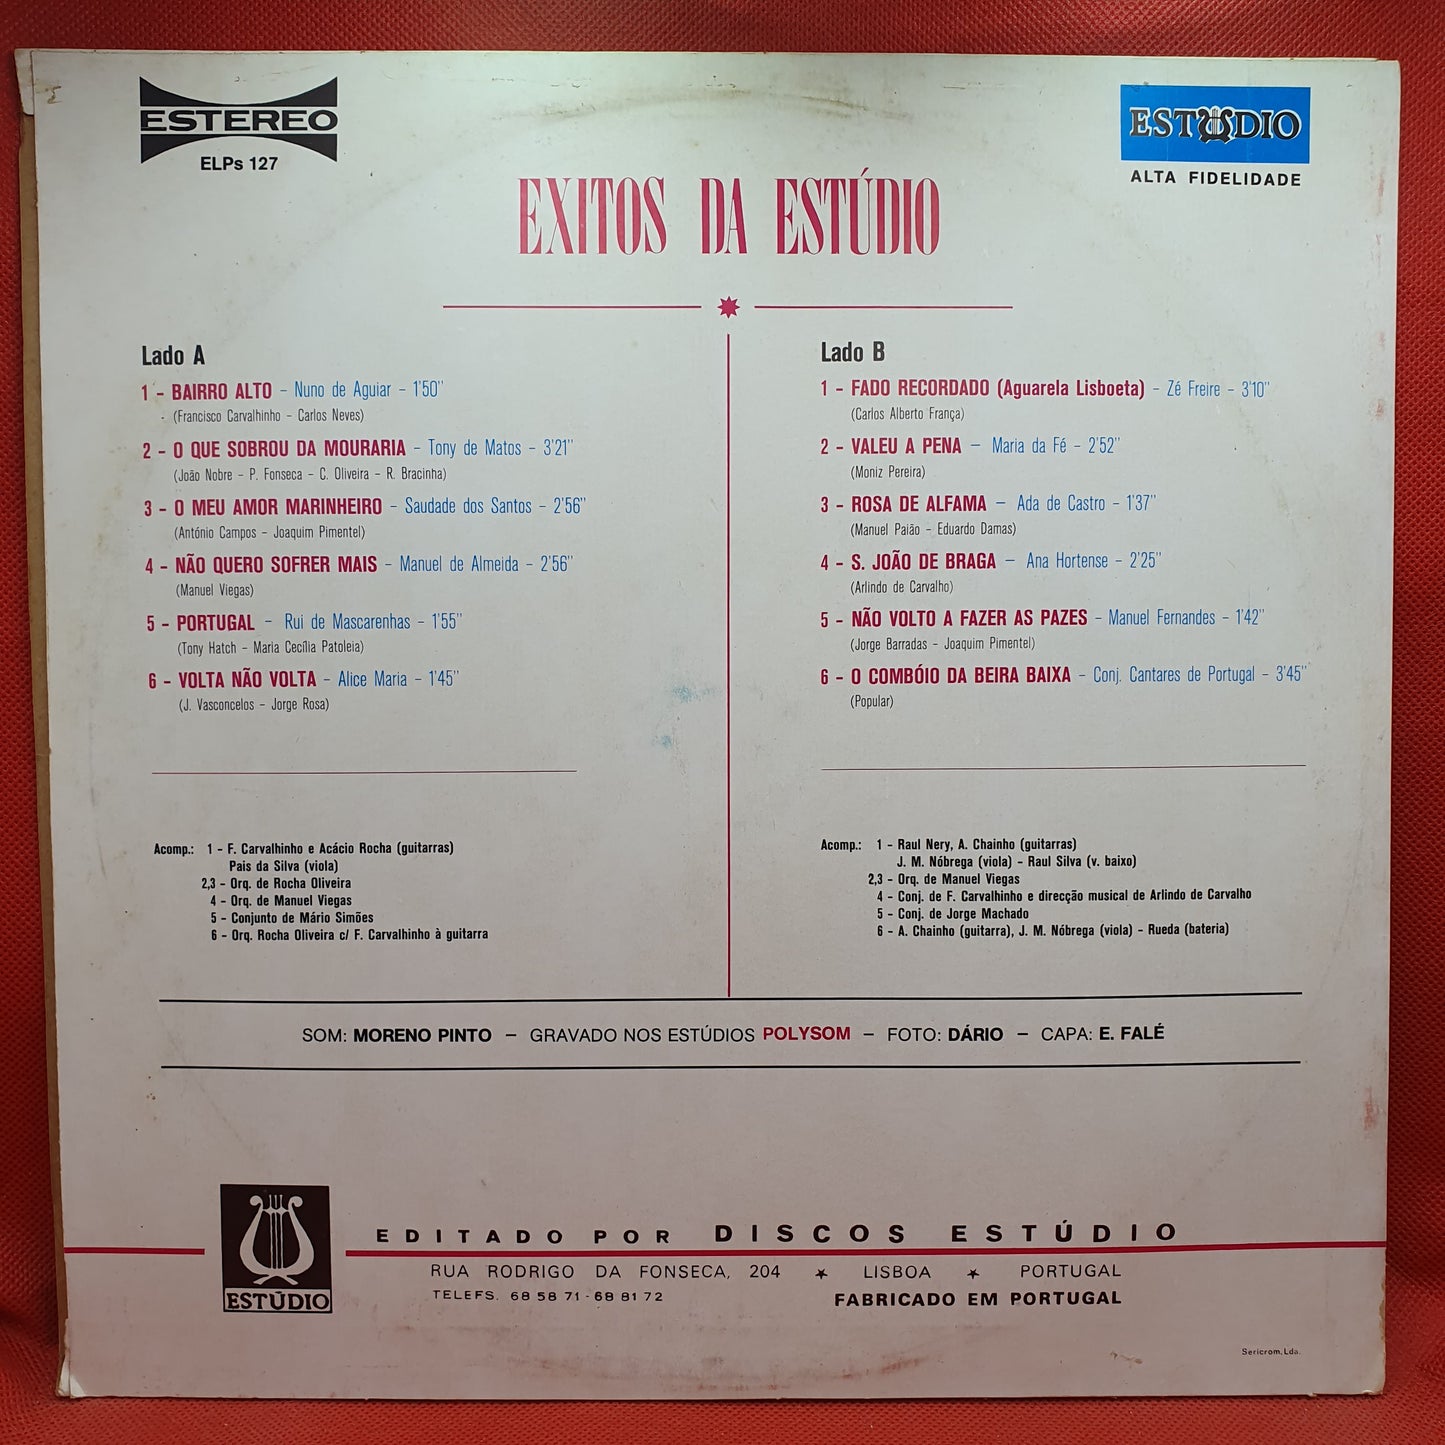 ESTEREO
ELPs 127
ESTUDIO
ALTA FIDELIDADE
EXITOS DA ESTÚDIO
Lado A
1 - BAIRRO ALTO - Nuno de Aguiar - 1'50"
(Francisco Carvalhinho - Carlos Neves)
2 - O QUE SOBROU DA MOURARIA - Tony de Matos - 3'21"
(João Nobre - P. Fonseca - C. Oliveira - R. Bracinha)
3 - O MEU AMOR MARINHEIRO - Saudade dos Santos - 2'56"
(António Campos - Joaquim Pimentel)
4 - NÃO QUERO SOFRER MAIS - Manuel de Almeida - 2'56"
(Manuel Viegas)
5 - PORTUGAL - Rui de Mascarenhas - 1'55"
(Tony Hatch - Maria Cecília Patoleia)
6 - VOLTA NÃO VOLTA - Alice Maria - 1'45"
(J. Vasconcelos - Jorge Rosa)
Acomp.: 1 - F. Carvalhinho e Acácio Rocha (guitarras)
Pais da Silva (viola)
2,3 - Orq. de Rocha Oliveira
4 - Orq. de Manuel Viegas
5 - Conjunto de Mário Simões
6 - Orq. Rocha Oliveira c/ F. Carvalhinho à guitarra
Lado B
1 - FADO RECORDADO (Aguarela Lisboeta) - Zé Freire - 3'10"
(Carlos Alberto França)
2 - VALEU A PENA - Maria da Fé - 2'52"
(Moniz Pereira)
3 - ROSA DE ALFAMA - Ada de Castro - 1'37"
(Manuel Paião - Eduardo Damas)
4 - S. JOÃO DE BRAGA - Ana Hortense - 2'25"
(Arlindo de Carvalho)
5 - NÃO VOLTO A FAZER AS PAZES - Manuel Fernandes - 1'42"
(Jorge Barradas - Joaquim Pimentel)
6 - O COMBÓIO DA BEIRA BAIXA - Conj. Cantares de Portugal - 3'45"
(Popular)
Acomp.: 1 - Raul Nery, A. Chainho (guitarras)
J. M. Nóbrega (viola) - Raul Silva (v. baixo)
2,3 - Orq. de Manuel Viegas
4 - Conj. de F. Carvalhinho e direcção musical de Arlindo de Carvalho
5 - Conj. de Jorge Machado
6 - A. Chainho (guitarra), J. M. Nóbrega (viola) - Rueda (bateria)
SOM: MORENO PINTO - GRAVADO NOS ESTÚDIOS POLYSOM - FOTO: DÁRIO - CAPA: E. FALÉ
ESTÚDIO
EDITADO POR DISCOS ESTÚDIO
RUA RODRIGO DA FONSECA, 204 ★ LISBOA ★ PORTUGAL
TELEFS. 68 58 71 - 68 81 72
FABRICADO EM PORTUGAL
Sericrom, Lda.